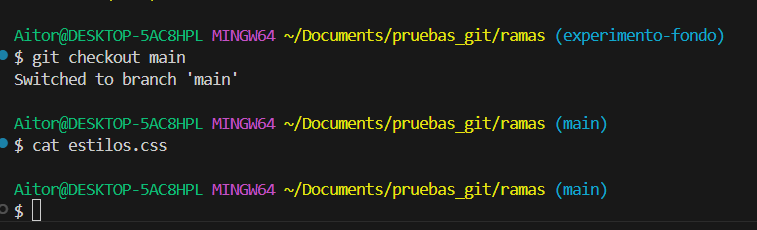 Aitor@DESKTOP-5AC8HPL MINGW64 ~/Documents/pruebas_git/ramas (experimento-fondo)
$ git checkout main
Switched to branch 'main'
Aitor@DESKTOP-5AC8HPL MINGW64 ~/Documents/pruebas_git/ramas (main)
$ cat estilos.css
Aitor@DESKTOP-5AC8HPL MINGW64 ~/Documents/pruebas_git/ramas (main)
$